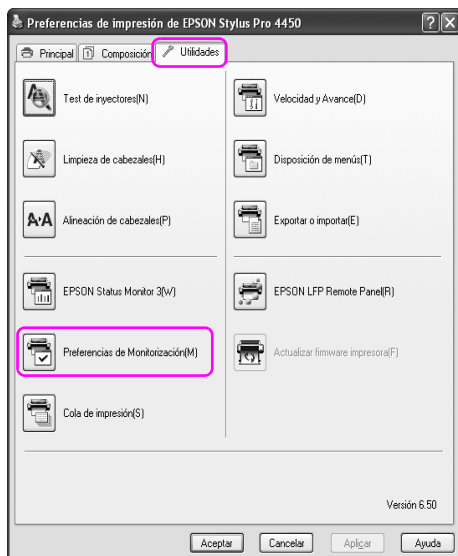 Preferencias de impresión de EPSON Stylus Pro 4450
Principal
Composición
Utilidades
Test de inyectores(N)
Velocidad y Avance(D)
Limpieza de cabezales(H)
Disposición de menús(T)
A›A
Alineación de cabezales(P)
Exportar o importar(E)
EPSON Status Monitor 3(W)
EPSON LFP Remote Panel(R)
Preferencias de Monitorización(M)
Actualizar firmware impresora(F)
Cola de impresión(S)
Versión 6.50
Aceptar
Cancelar
Aplicar
Ayuda